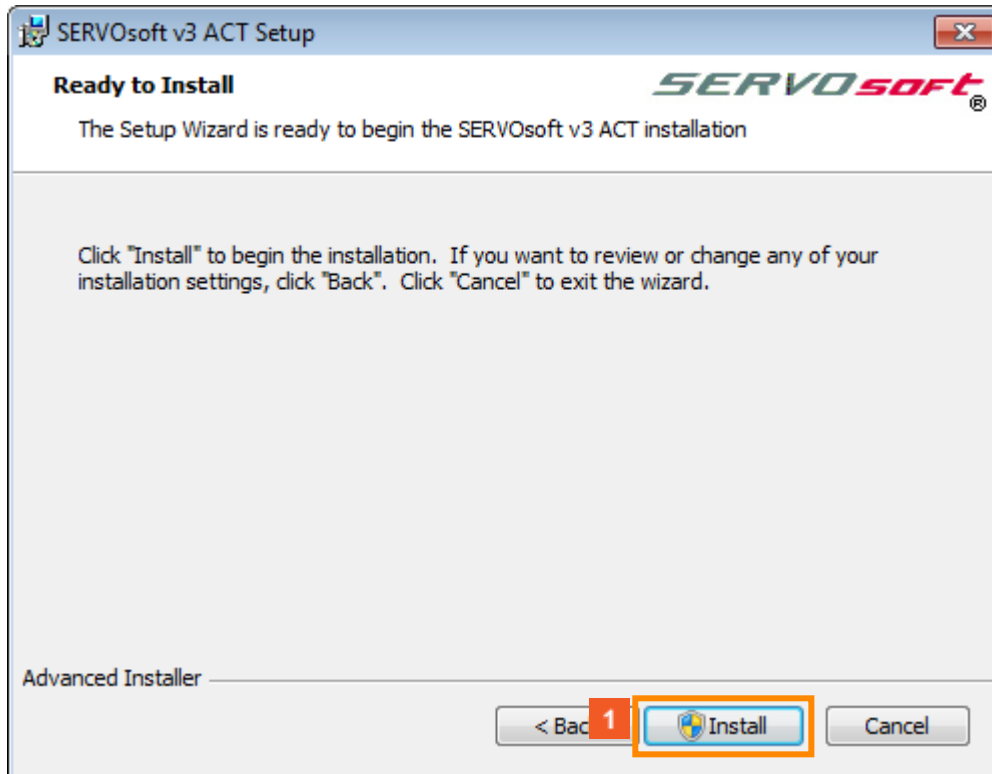 SERVOsoft v3 ACT Setup
Ready to Install
SERVOsoft®
The Setup Wizard is ready to begin the SERVOsoft v3 ACT installation
Click "Install" to begin the installation.  If you want to review or change any of your
installation settings, click "Back".  Click "Cancel" to exit the wizard.
Advanced Installer
< Bac 1 Install Cancel